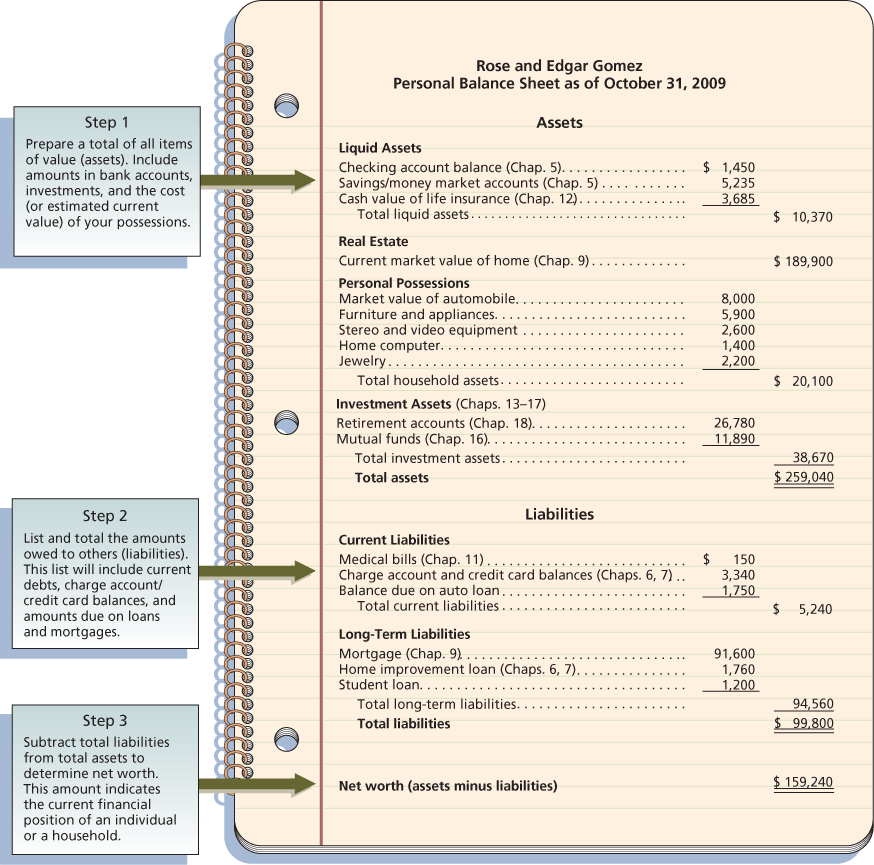 Rose and Edgar Gomez
Personal Balance Sheet as of October 31, 2009
Step 1
Prepare a total of all items
of value (assets). Include
amounts in bank accounts,
investments, and the cost
(or estimated current
value) of your possessions.
Assets
Liquid Assets
Checking account balance (Chap. 5). . . . . . . . . . . . . . . . . $ 1,450
Savings/money market accounts (Chap. 5) . . . . . . . . . . . 5,235
Cash value of life insurance (Chap. 12). . . . . . . . . . . . . . 3,685
Total liquid assets. . . . . . . . . . . . . . . . . . . . . . . . . . . . . $ 10,370
Real Estate
Current market value of home (Chap. 9) . . . . . . . . . . . . . $ 189,900
Personal Possessions
Market value of automobile. . . . . . . . . . . . . . . . . . . . . . . 8,000
Furniture and appliances. . . . . . . . . . . . . . . . . . . . . . . . . 5,900
Stereo and video equipment . . . . . . . . . . . . . . . . . . . . . . 2,600
Home computer. . . . . . . . . . . . . . . . . . . . . . . . . . . . . . . . 1,400
Jewelry . . . . . . . . . . . . . . . . . . . . . . . . . . . . . . . . . . . . . . . 2,200
Total household assets. . . . . . . . . . . . . . . . . . . . . . . . . $ 20,100
Investment Assets (Chaps. 13–17)
Retirement accounts (Chap. 18). . . . . . . . . . . . . . . . . . . . 26,780
Mutual funds (Chap. 16). . . . . . . . . . . . . . . . . . . . . . . . . . 11,890
Total investment assets. . . . . . . . . . . . . . . . . . . . . . . . 38,670
Total assets $ 259,040
Step 2
List and total the amounts
owed to others (liabilities).
This list will include current
debts, charge account/
credit card balances, and
amounts due on loans
and mortgages.
Liabilities
Current Liabilities
Medical bills (Chap. 11) . . . . . . . . . . . . . . . . . . . . . . . . . . $ 150
Charge account and credit card balances (Chaps. 6, 7) . . 3,340
Balance due on auto loan . . . . . . . . . . . . . . . . . . . . . . . . 1,750
Total current liabilities . . . . . . . . . . . . . . . . . . . . . . . . . $ 5,240
Long-Term Liabilities
Mortgage (Chap. 9). . . . . . . . . . . . . . . . . . . . . . . . . . . . . . 91,600
Home improvement loan (Chaps. 6, 7). . . . . . . . . . . . . . . 1,760
Student loan. . . . . . . . . . . . . . . . . . . . . . . . . . . . . . . . . . . 1,200
Total long-term liabilities. . . . . . . . . . . . . . . . . . . . . . . 94,560
Total liabilities $ 99,800
Step 3
Subtract total liabilities
from total assets to
determine net worth.
This amount indicates
the current financial
position of an individual
or a household.
Net worth (assets minus liabilities) $ 159,240